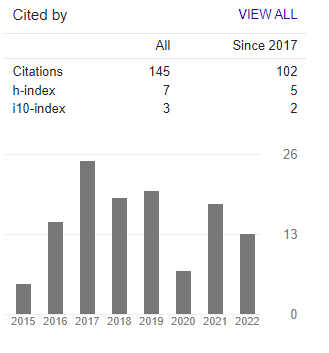 Cited by VIEW ALL
All Since 2017
Citations 145 102
h-index 7 5
i10-index 3 2
26
13
0
2015 2016 2017 2018 2019 2020 2021 2022